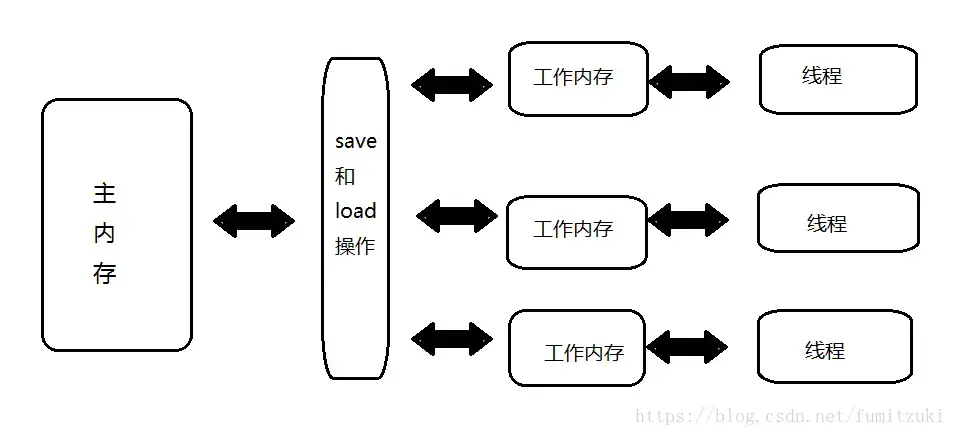 主
内
存
save
和
load
操作
工作内存
线程
工作内存
线程
工作内存
线程
https://blog.csdn.net/fumitzuki